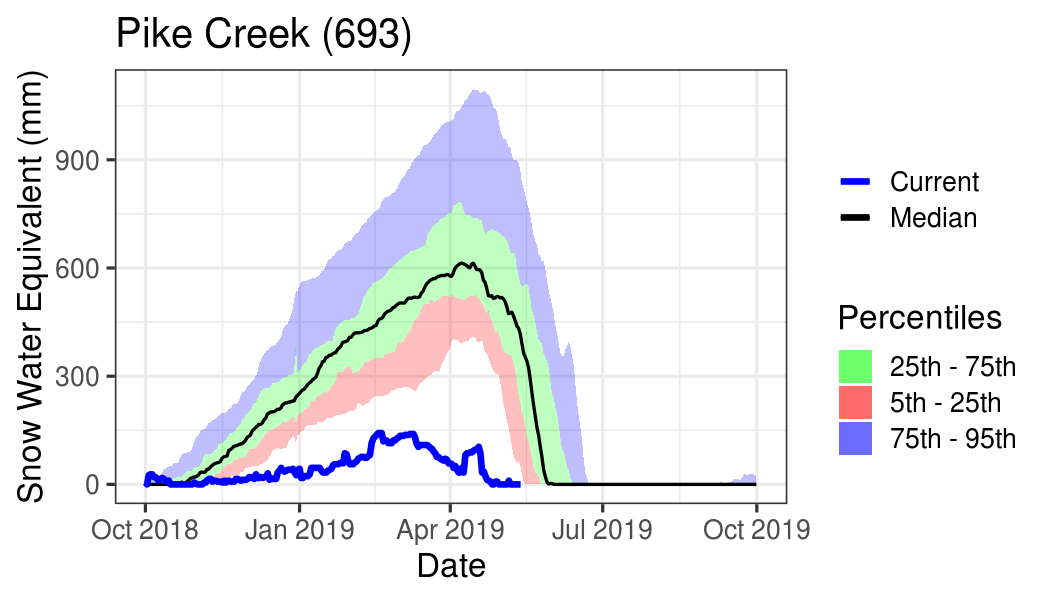 Pike Creek (693)
Snow Water Equivalent (mm)
900
600
300
0
Oct 2018
Jan 2019
Apr 2019
Jul 2019
Oct 2019
Date
Current
Median
Percentiles
25th - 75th
5th - 25th
75th - 95th